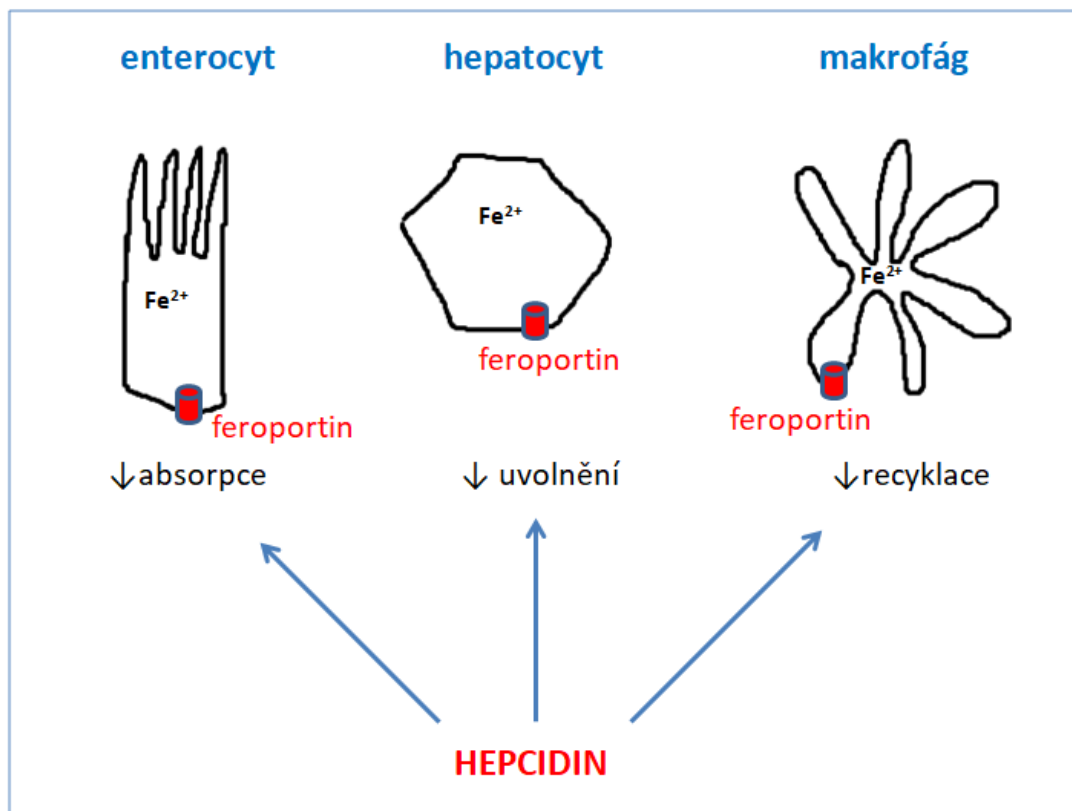 enterocyt hepatocyt makrofág
Fe²⁺ Fe²⁺ Fe²⁺
feroportin feroportin feroportin
↓absorpce ↓ uvolnění ↓recyklace
HEPCIDIN